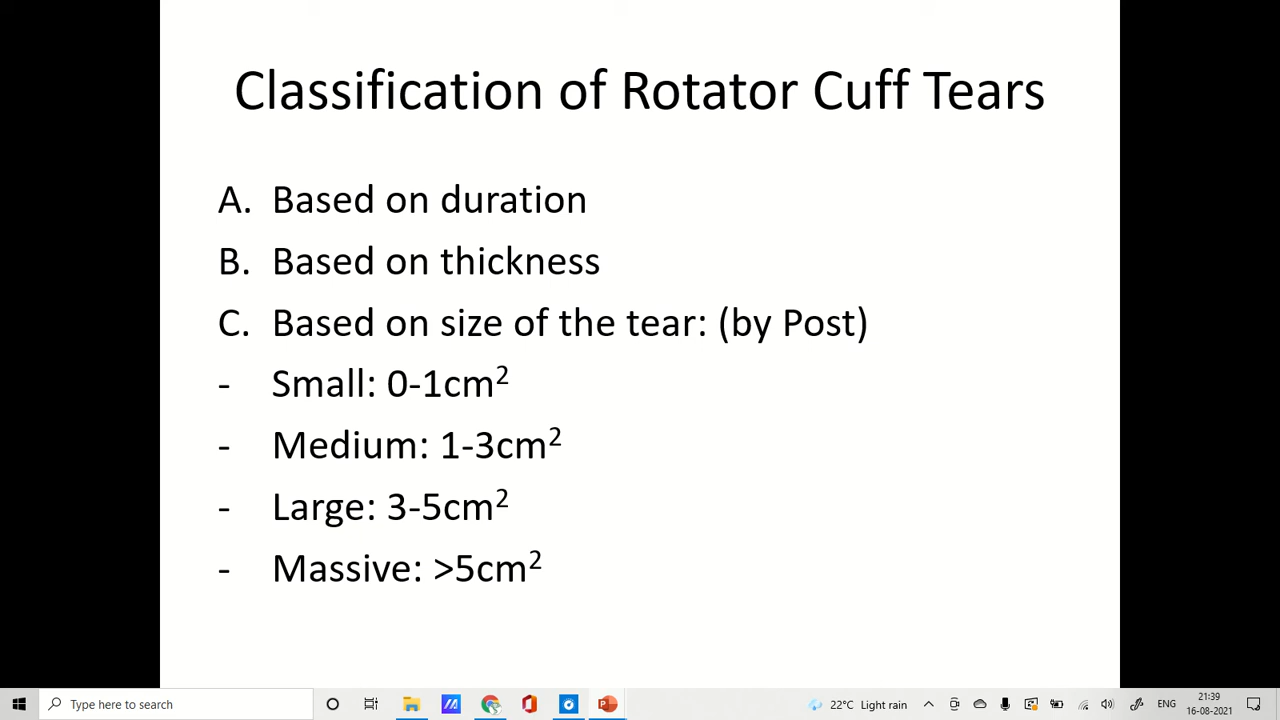 Classification of Rotator Cuff Tears
A. Based on duration
B. Based on thickness
C. Based on size of the tear: (by Post)
- Small: 0-1cm²
- Medium: 1-3cm²
- Large: 3-5cm²
- Massive: >5cm²
Type here to search
22°C Light rain
ENG
21:39
16-08-2021